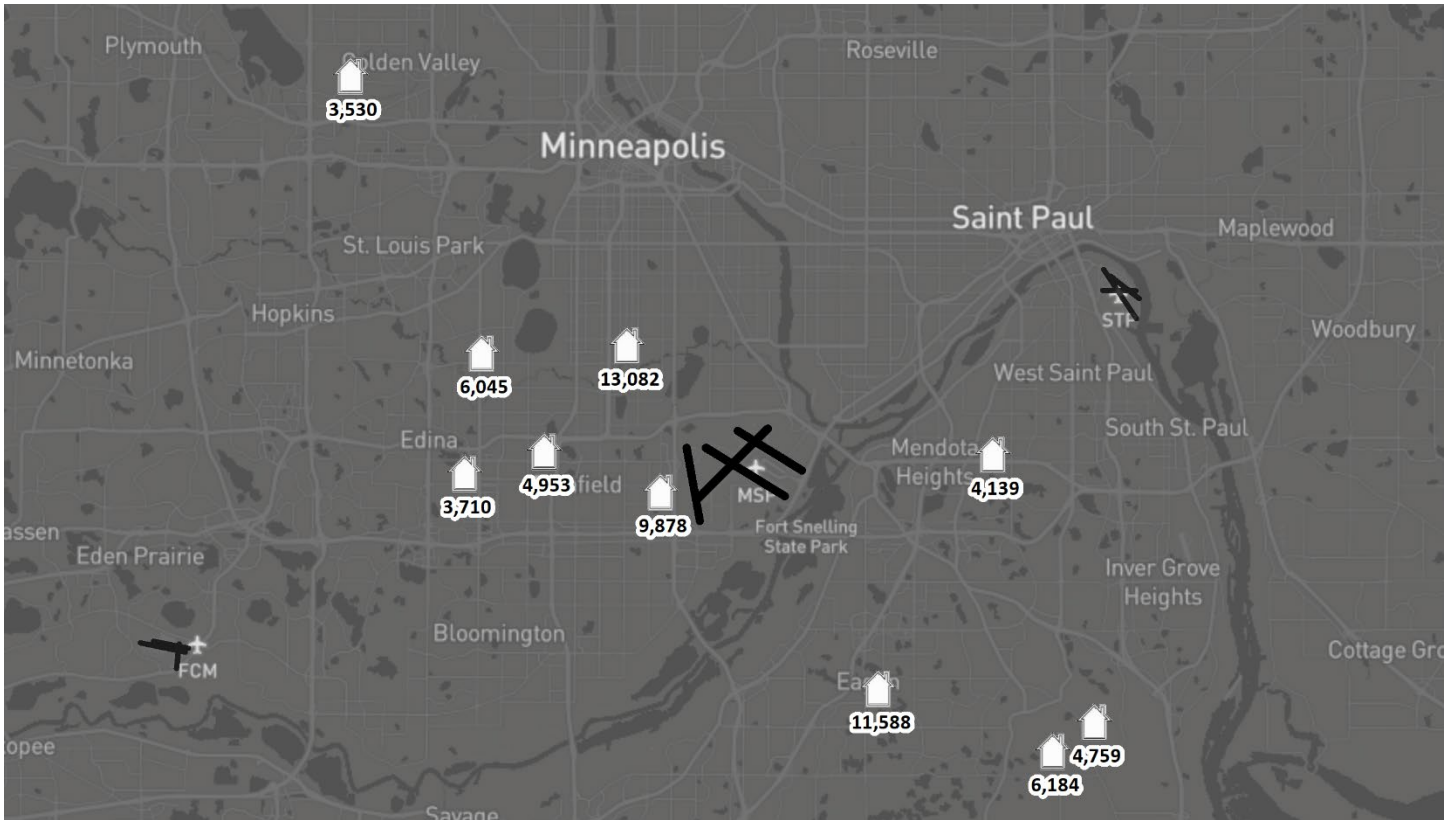 Plymouth
Golden Valley
Roseville
3,530
Minneapolis
Saint Paul
Maplewood
St. Louis Park
Hopkins
STP
Woodbury
Minnetonka
6,045
13,082
West Saint Paul
Edina
South St. Paul
Mendota
Heights
4,139
4,953
field
3,710
MSP
9,878
Fort Snelling
State Park
assen
Eden Prairie
Inver Grove
Heights
Bloomington
FCM
Cottage Gro
Eagan
11,588
4,759
6,184
kopee
Savage